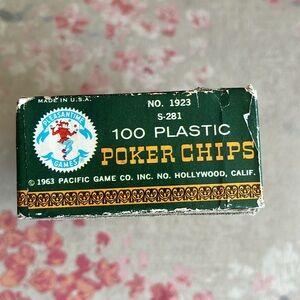 MADE IN U.S.A.
PLEASANTIME
GAMES
NO. 1923
S-281
100 PLASTIC
POKER CHIPS
© 1963 PACIFIC GAME CO. INC. NO. HOLLYWOOD, CALIF.